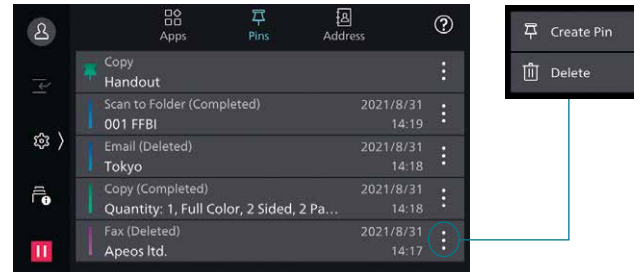 Apps
Pins
Address
Copy
Handout
Scan to Folder (Completed)
2021/8/31
001 FFBI
14:19
Email (Deleted)
2021/8/31
Tokyo
14:18
Copy (Completed)
2021/8/31
Quantity: 1, Full Color, 2 Sided, 2 Pa...
14:18
Fax (Deleted)
2021/8/31
Apeos ltd.
14:17
Create Pin
Delete